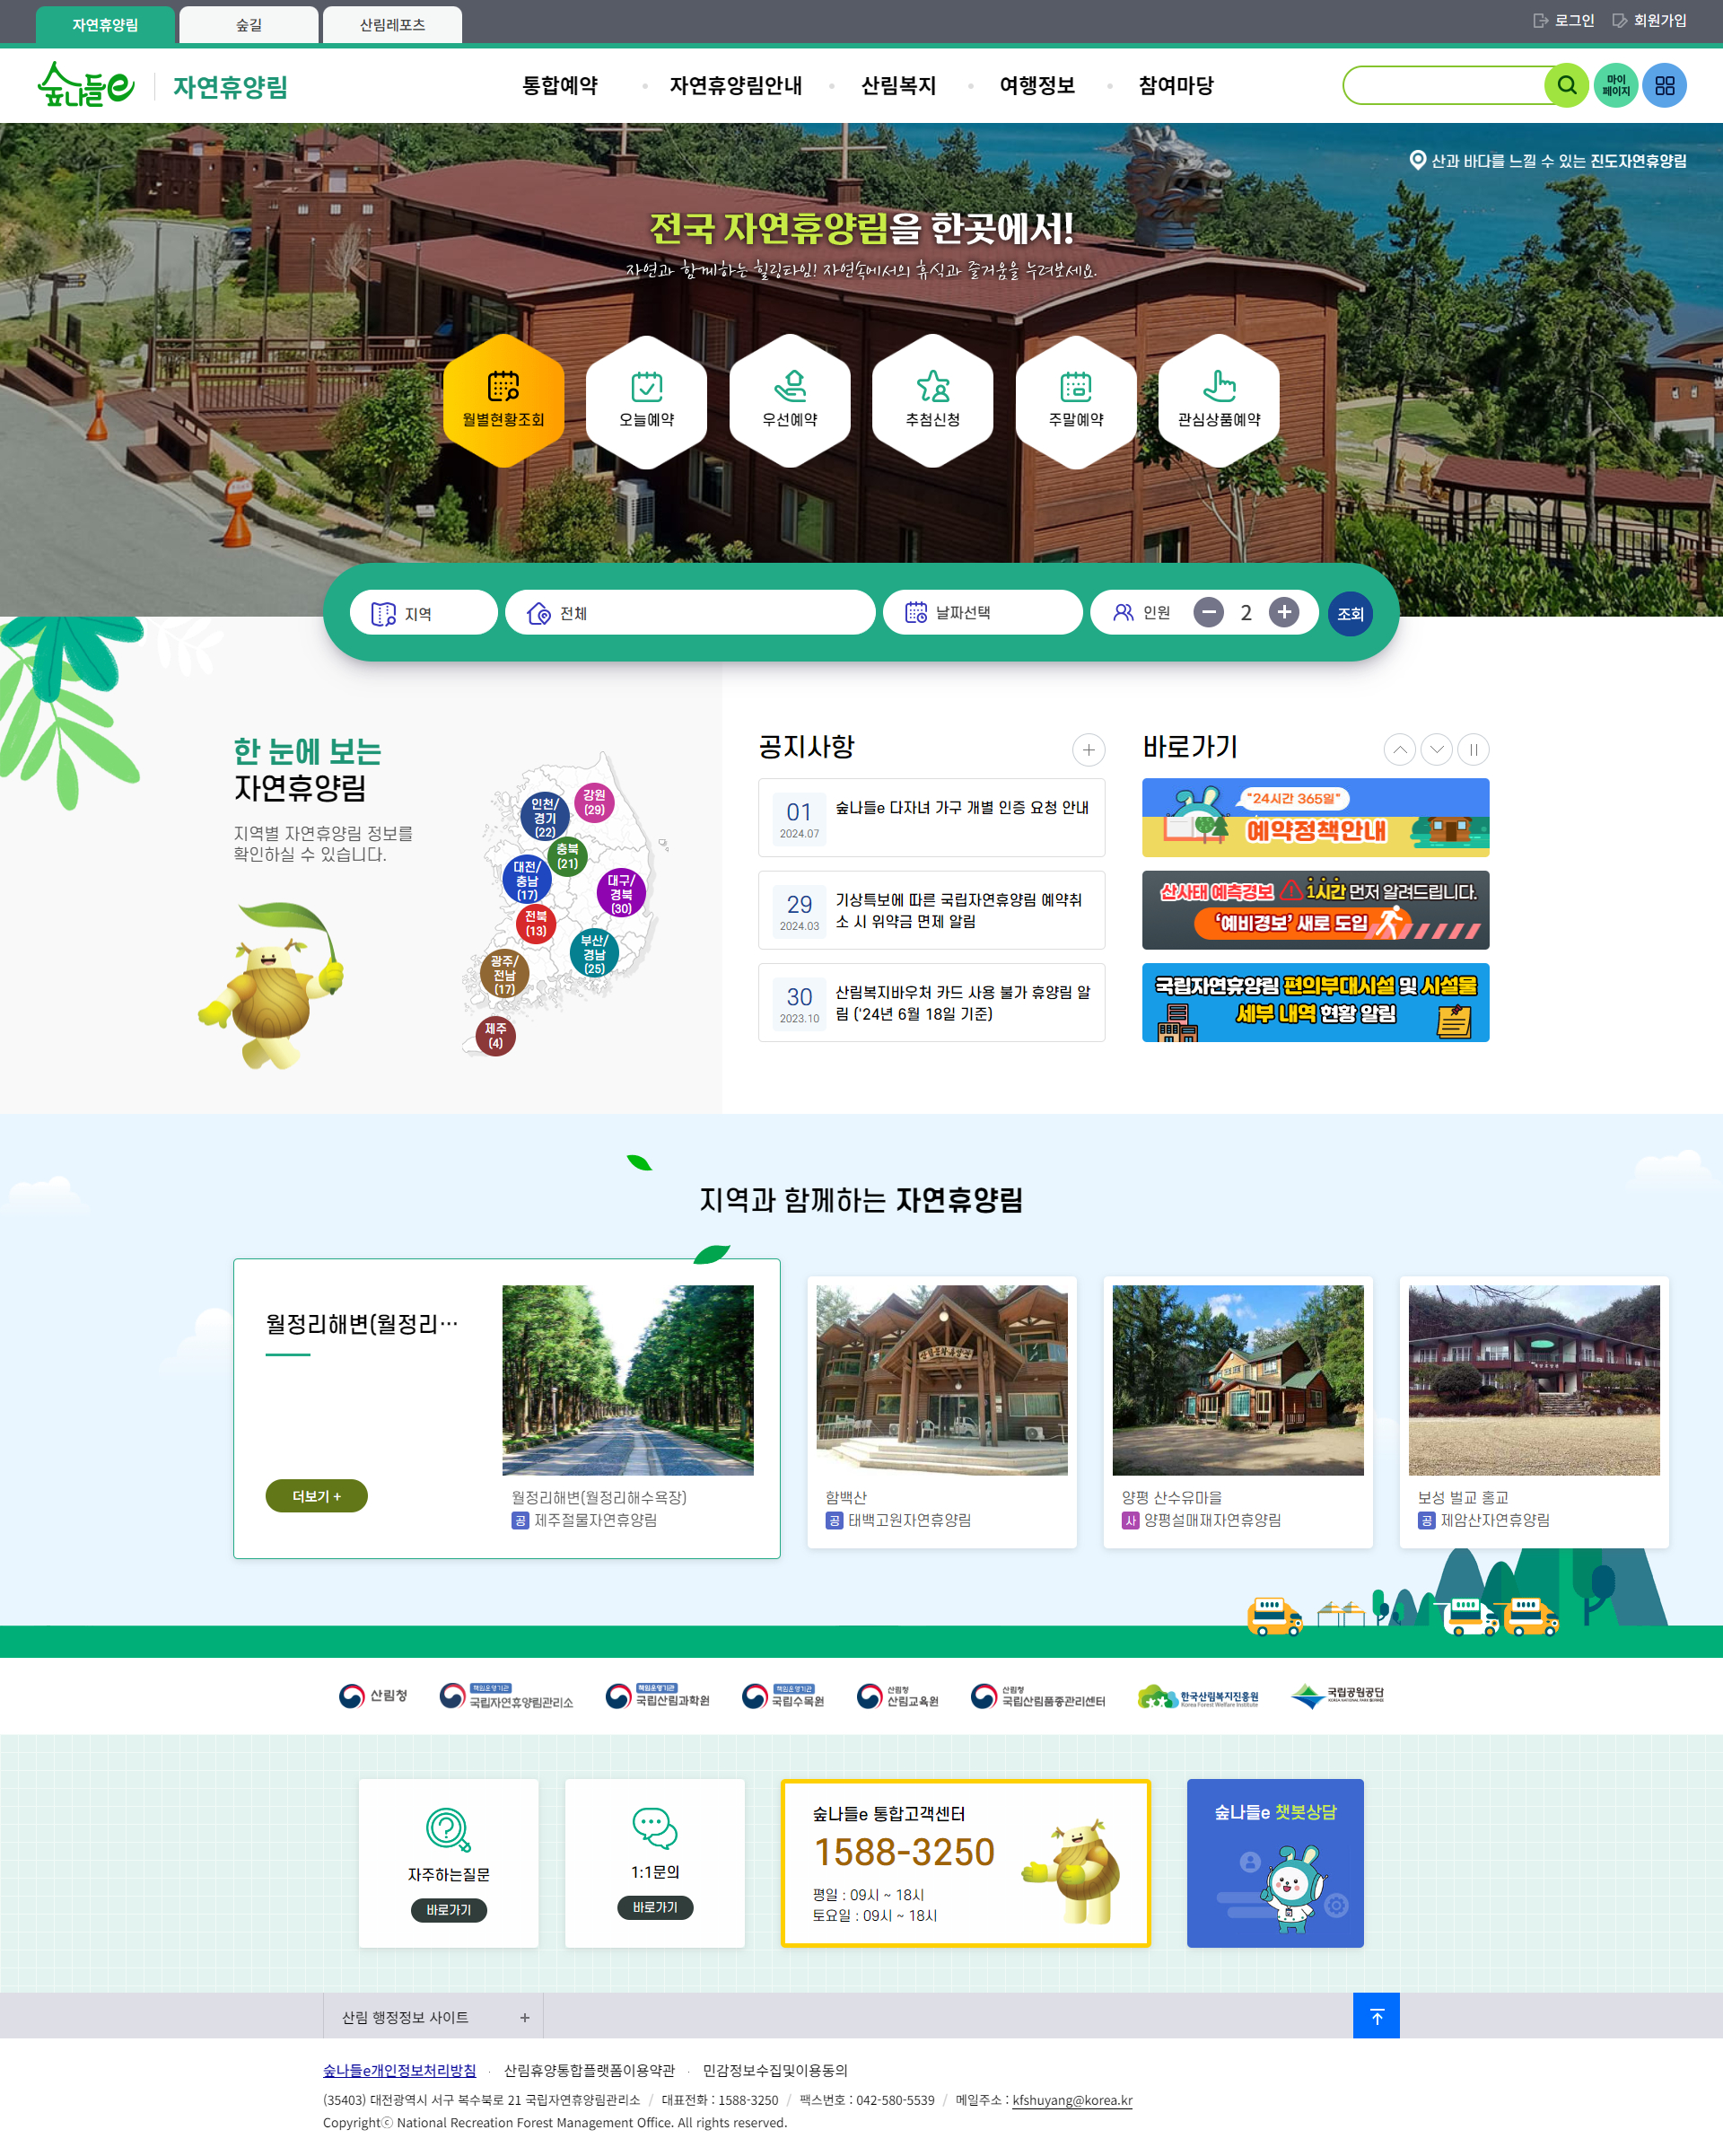 자연휴양림
숲길
산림레포츠
로그인
회원가입
숲나들e
자연휴양림
통합예약
자연휴양림안내
산림복지
여행정보
참여마당
마이
페이지
산과 바다를 느낄 수 있는 진도자연휴양림
전국 자연휴양림을 한곳에서!
자연과 함께하는 힐링타임! 자연속에서의 휴식과 즐거움을 누려보세요.
월별현황조회
오늘예약
우선예약
추첨신청
주말예약
관심상품예약
지역
전체
날짜선택
인원
2
조회
한 눈에 보는
자연휴양림
지역별 자연휴양림 정보를
확인하실 수 있습니다.
인천/
경기
(22)
강원
(29)
충북
(21)
대전/
충남
(17)
대구/
경북
(30)
전북
(13)
부산/
경남
(25)
광주/
전남
(17)
제주
(4)
공지사항
01
2024.07
숲나들e 다자녀 가구 개별 인증 요청 안내
29
2024.03
기상특보에 따른 국립자연휴양림 예약취
소 시 위약금 면제 알림
30
2023.10
산림복지바우처 카드 사용 불가 휴양림 알
림 ('24년 6월 18일 기준)
바로가기
"24시간 365일"
예약정책안내
산사태 예측경보 1시간 먼저 알려드립니다.
'예비경보' 새로 도입
국립자연휴양림 편의부대시설 및 시설물
세부 내역 현황 알림
지역과 함께하는 자연휴양림
월정리해변(월정리…
더보기 +
월정리해변(월정리해수욕장)
공 제주절물자연휴양림
함백산
공 태백고원자연휴양림
양평 산수유마을
사 양평설매재자연휴양림
보성 벌교 홍교
공 제암산자연휴양림
산림청
책임운영기관
국립자연휴양림관리소
책임운영기관
국립산림과학원
책임운영기관
국립수목원
산림청
산림교육원
산림청
국립산림품종관리센터
한국산림복지진흥원
Korea Forest Welfare Institute
국립공원공단
KOREA NATIONAL PARK SERVICE
자주하는질문
바로가기
1:1문의
바로가기
숲나들e 통합고객센터
1588-3250
평일 : 09시 ~ 18시
토요일 : 09시 ~ 18시
숲나들e 챗봇상담
산림 행정정보 사이트
숲나들e개인정보처리방침 · 산림휴양통합플랫폼이용약관 · 민감정보수집및이용동의
(35403) 대전광역시 서구 복수북로 21 국립자연휴양림관리소 / 대표전화 : 1588-3250 / 팩스번호 : 042-580-5539 / 메일주소 : kfshuyang@korea.kr
Copyrightⓒ National Recreation Forest Management Office. All rights reserved.